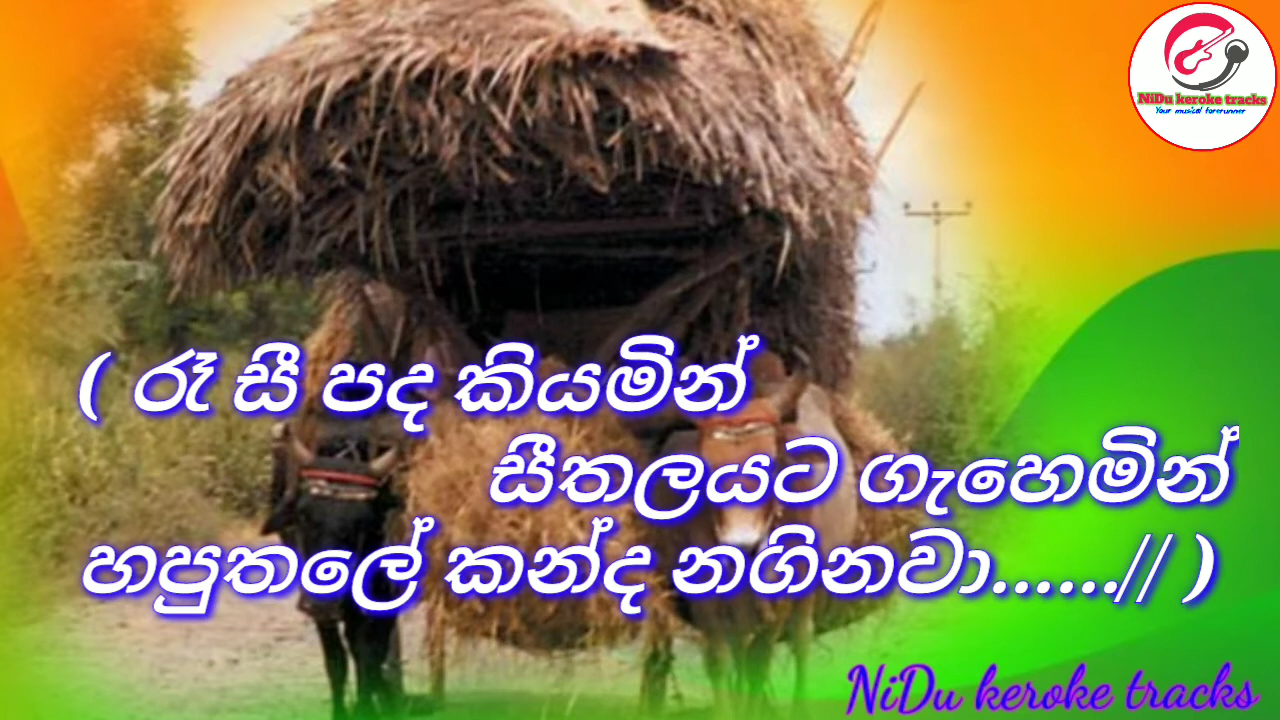 NiDu keroke tracks
Your musical forerunner
( රෑ සී පද කියමින්
සීතලයට ගැහෙමින්
හපුතලේ කන්ද නගිනවා......// )
NiDu keroke tracks